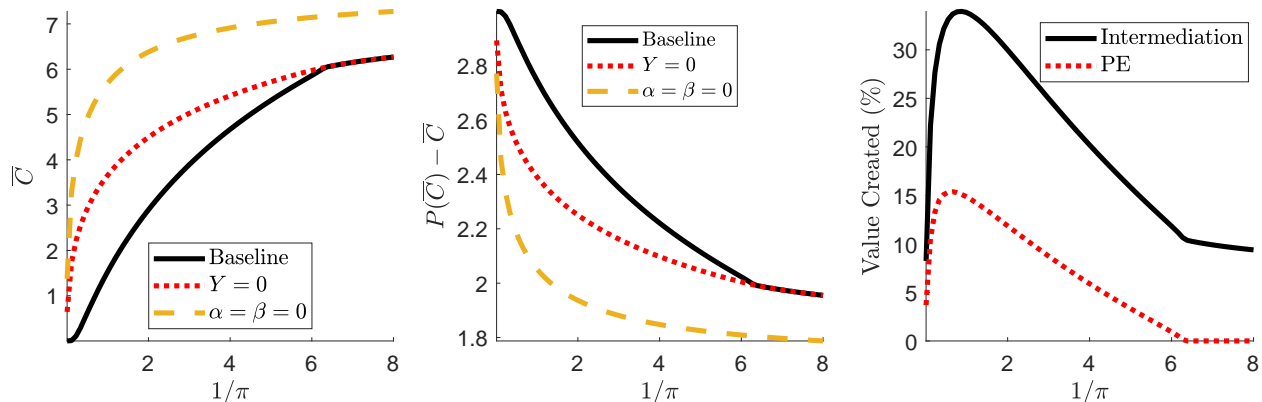 7
6
5
4
3
2
1
C̅
Baseline
Y = 0
α = β = 0
2 4 6 8
1/π
2.8
2.6
2.4
2.2
2
1.8
P(C̅) − C̅
Baseline
Y = 0
α = β = 0
2 4 6 8
1/π
30
25
20
15
10
5
0
Value Created (%)
Intermediation
PE
2 4 6 8
1/π